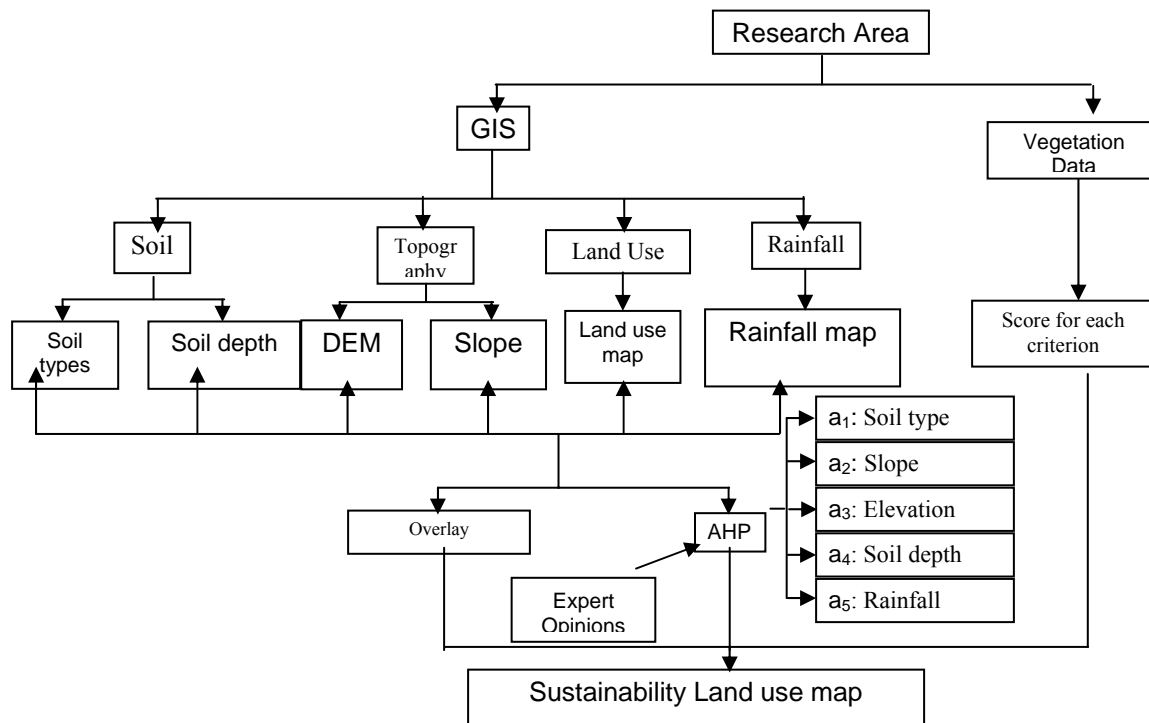 Research Area
GIS
Vegetation
Data
Soil
Topogr
aphy
Land Use
Rainfall
Soil
types
Soil depth
DEM
Slope
Land use
map
Rainfall map
Score for each
criterion
a₁: Soil type
a₂: Slope
a₃: Elevation
a₄: Soil depth
a₅: Rainfall
Overlay
AHP
Expert
Opinions
Sustainability Land use map